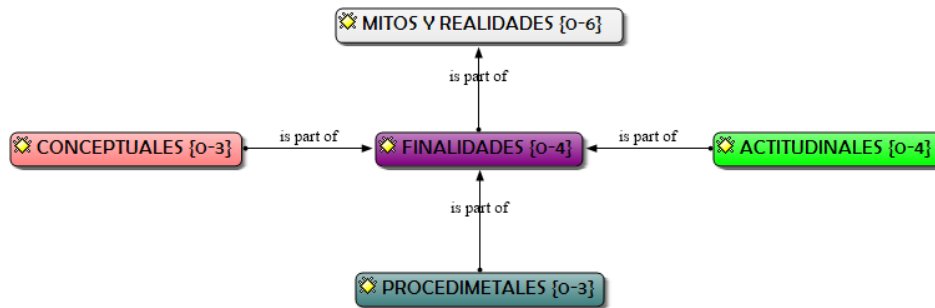 MITOS Y REALIDADES {0-6}
is part of
CONCEPTUALES {0-3}
is part of
FINALIDADES {0-4}
is part of
ACTITUDINALES {0-4}
is part of
PROCEDIMETALES {0-3}